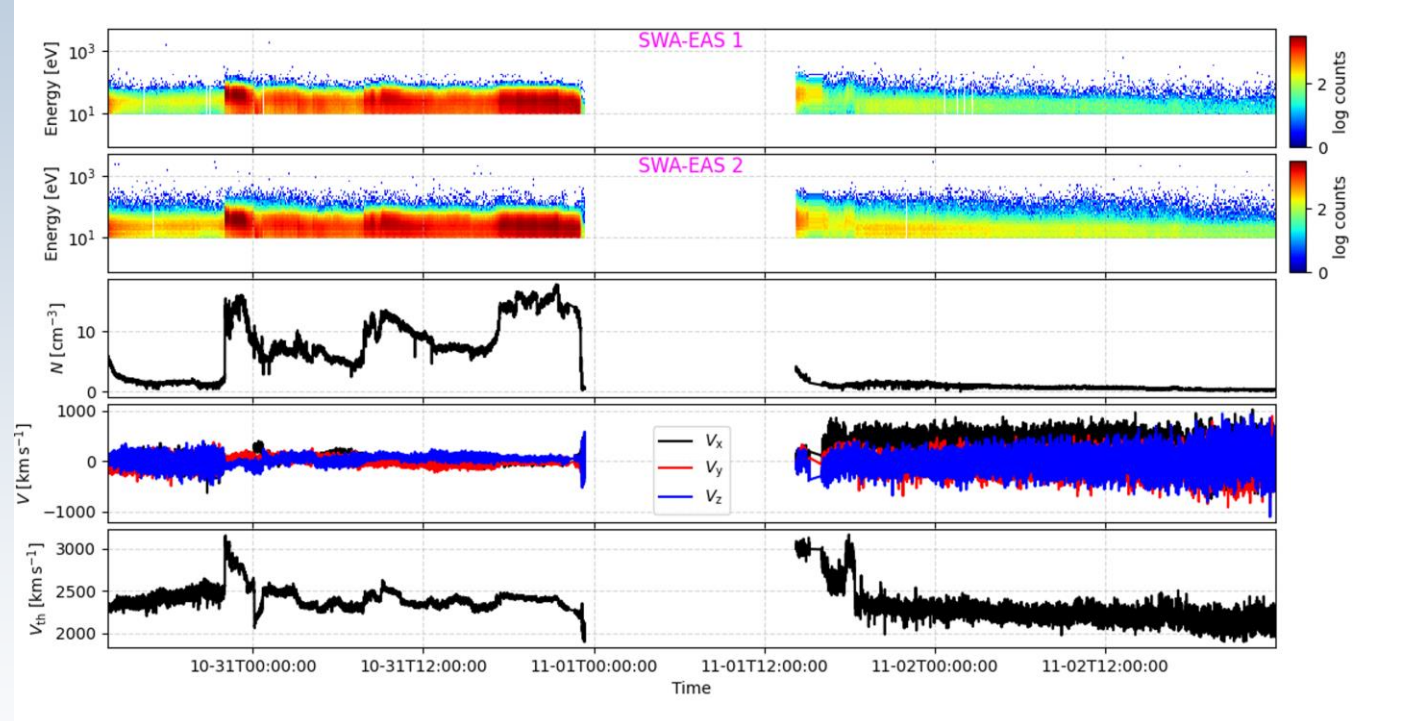 SWA-EAS 1
Energy [eV]
10³
10¹
log counts
2
0
SWA-EAS 2
Energy [eV]
10³
10¹
log counts
2
0
N [cm⁻³]
10
0
V [km s⁻¹]
1000
0
−1000
Vₓ
Vy
Vz
Vth [km s⁻¹]
3000
2500
2000
10-31T00:00:00 10-31T12:00:00 11-01T00:00:00 11-01T12:00:00 11-02T00:00:00 11-02T12:00:00
Time